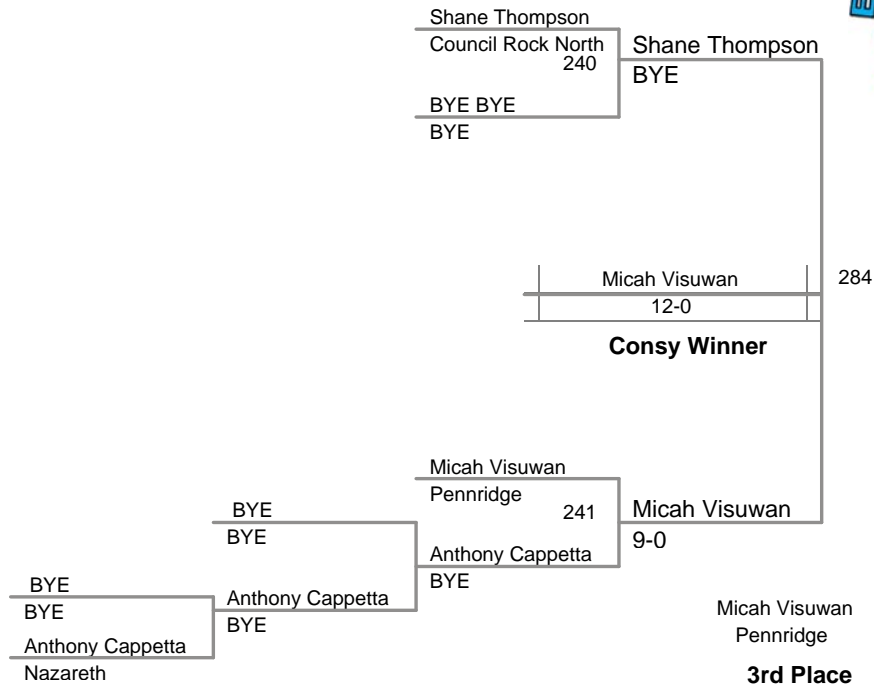 Shane Thompson
Council Rock North
240
Shane Thompson
BYE
BYE BYE
BYE
Micah Visuwan
284
12-0
Consy Winner
Micah Visuwan
Pennridge
241
Micah Visuwan
9-0
BYE
BYE
Anthony Cappetta
BYE
BYE
BYE
Anthony Cappetta
BYE
Anthony Cappetta
Nazareth
Micah Visuwan
Pennridge
3rd Place